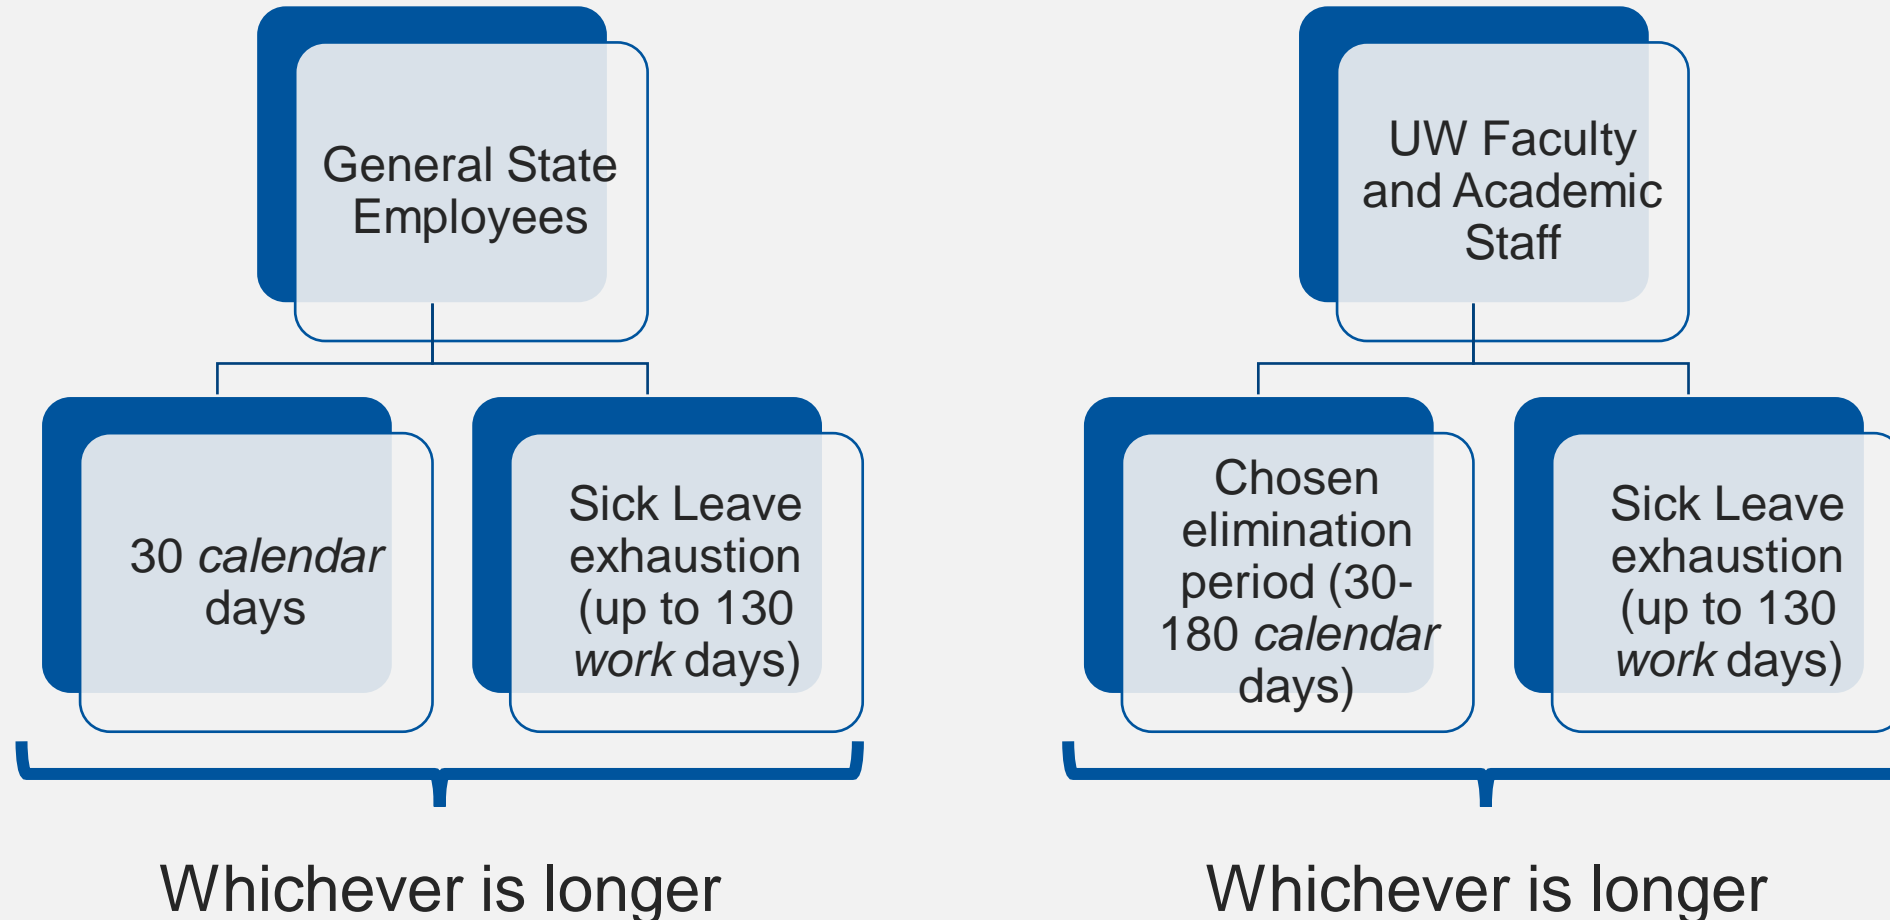 General State
Employees
30 calendar
days
Sick Leave
exhaustion
(up to 130
work days)
Whichever is longer
UW Faculty
and Academic
Staff
Chosen
elimination
period (30-
180 calendar
days)
Sick Leave
exhaustion
(up to 130
work days)
Whichever is longer